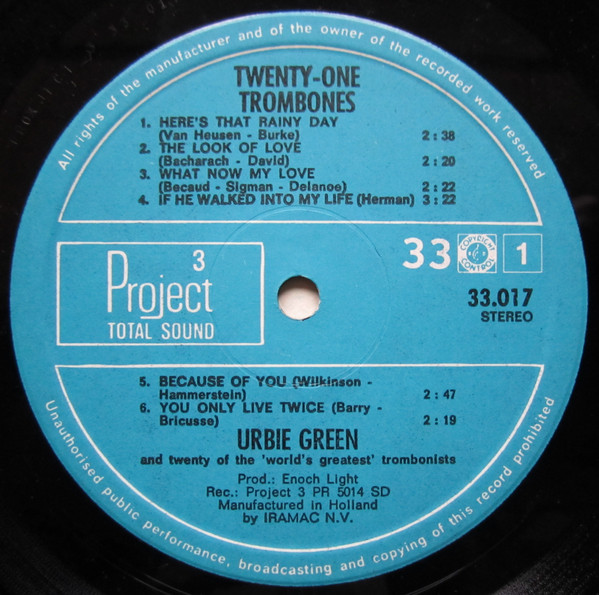 All rights of the manufacturer and of the owner of the recorded work reserved
TWENTY-ONE
TROMBONES
1. HERE'S THAT RAINY DAY
(Van Heusen - Burke) 2:38
2. THE LOOK OF LOVE
(Bacharach - David) 2:20
3. WHAT NOW MY LOVE
(Becaud - Sigman - Delanoe) 2:22
4. IF HE WALKED INTO MY LIFE (Herman) 3:22
3
Project
TOTAL SOUND
33 COPYRIGHT CONTROL 1
33.017
STEREO
5. BECAUSE OF YOU (Wilkinson -
Hammerstein) 2:47
6. YOU ONLY LIVE TWICE (Barry -
Bricusse) 2:19
URBIE GREEN
and twenty of the 'world's greatest' trombonists
Prod.: Enoch Light
Rec.: Project 3 PR 5014 SD
Manufactured in Holland
by IRAMAC N.V.
Unauthorised public performance, broadcasting and copying of this record prohibited